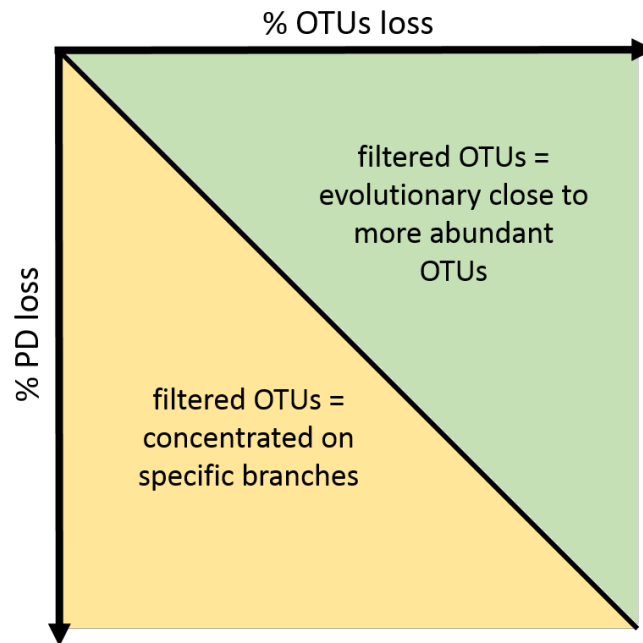 % OTUs loss
filtered OTUs =
evolutionary close to
more abundant
OTUs
% PD loss
filtered OTUs =
concentrated on
specific branches